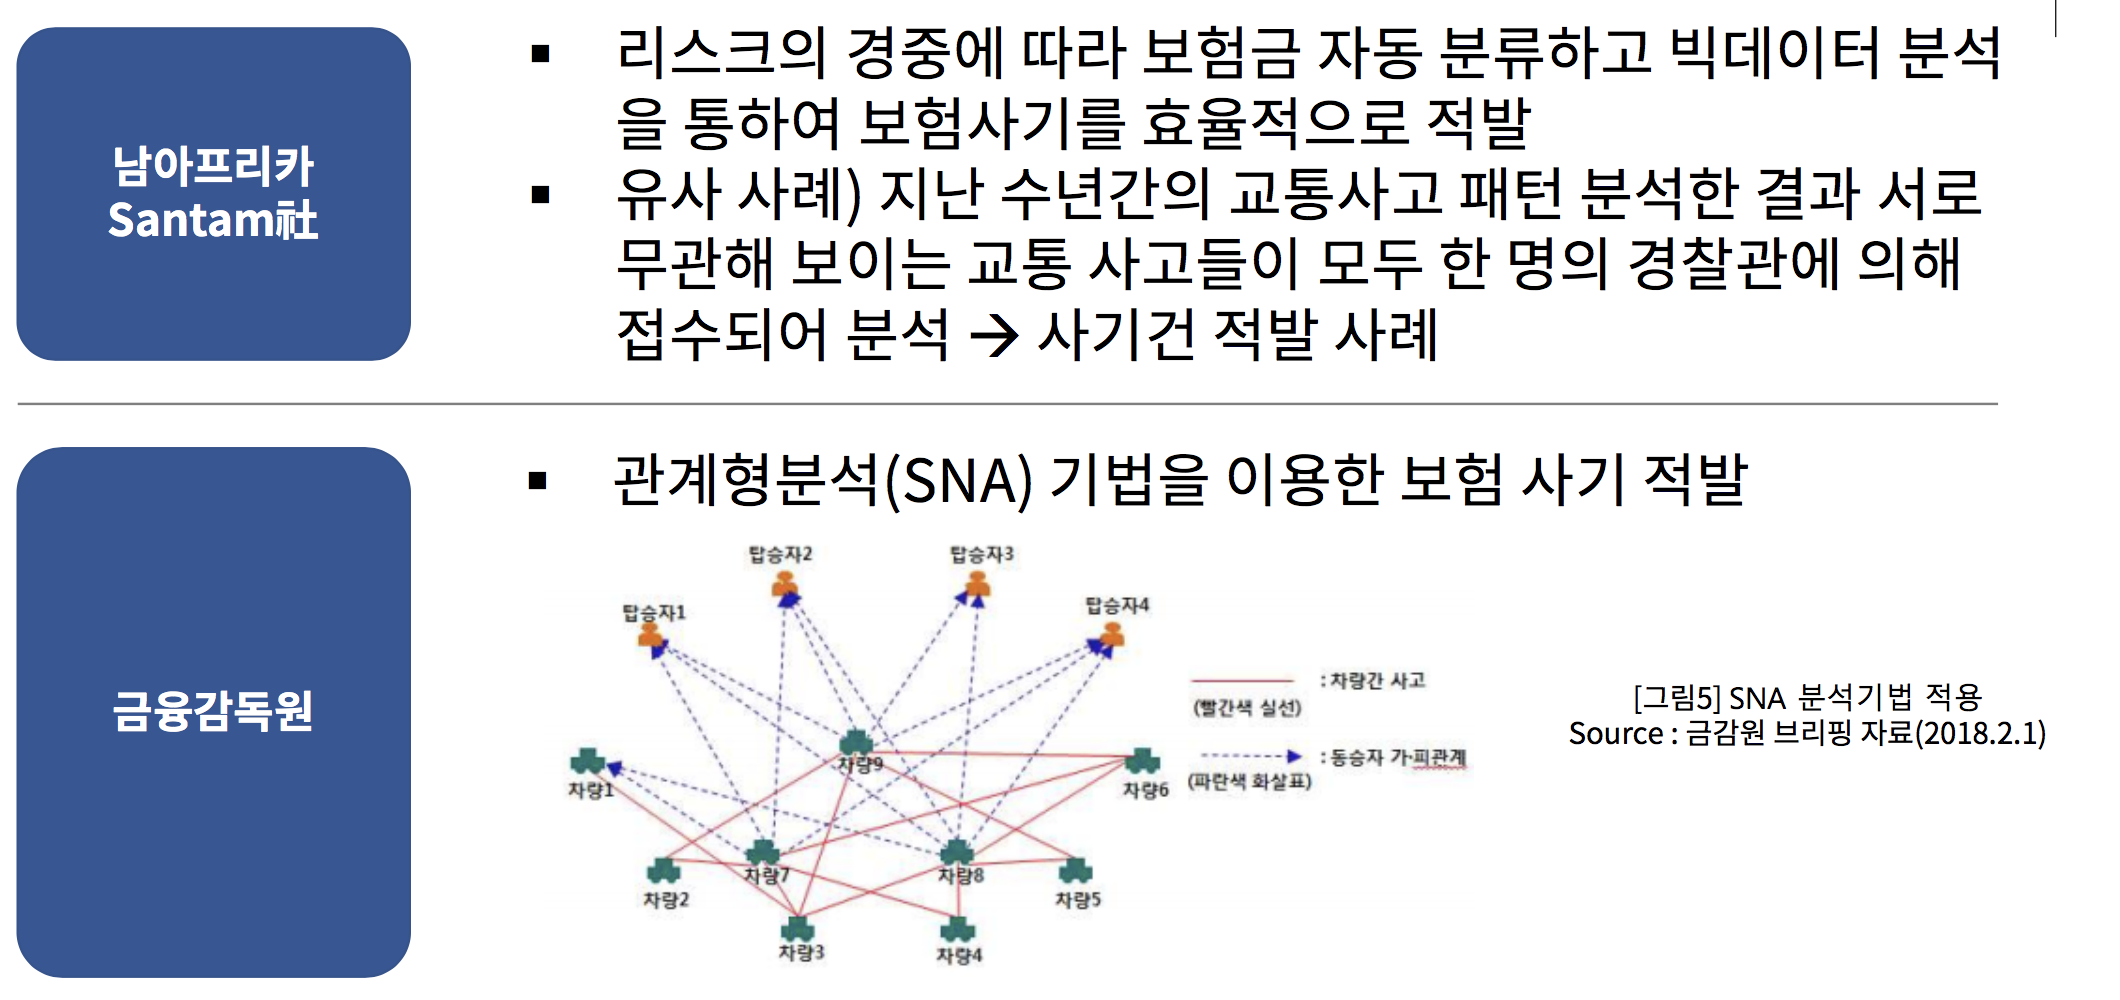 남아프리카
Santam社
▪ 리스크의 경중에 따라 보험금 자동 분류하고 빅데이터 분석
을 통하여 보험사기를 효율적으로 적발
▪ 유사 사례) 지난 수년간의 교통사고 패턴 분석한 결과 서로
무관해 보이는 교통 사고들이 모두 한 명의 경찰관에 의해
접수되어 분석 → 사기건 적발 사례
금융감독원
▪ 관계형분석(SNA) 기법을 이용한 보험 사기 적발
탑승자2
탑승자3
탑승자1
탑승자4
차량9
차량1
차량6
차량7
차량8
차량2
차량5
차량3
차량4
: 차량간 사고
(빨간색 실선)
: 동승자 가·피관계
(파란색 화살표)
[그림5] SNA 분석기법 적용
Source : 금감원 브리핑 자료(2018.2.1)